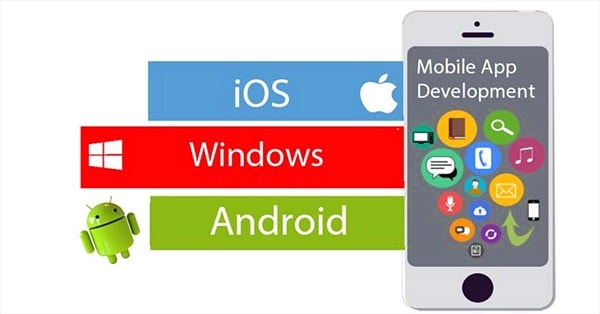 iOS
Windows
Android
Mobile App
Development